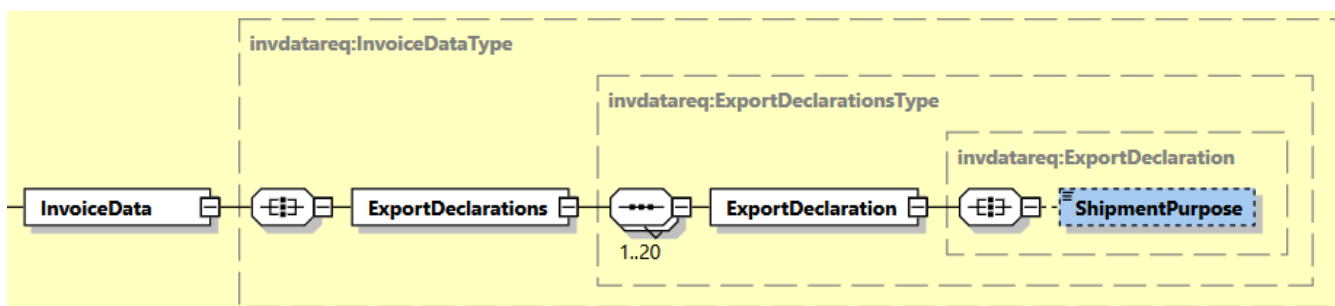 invdatareq:InvoiceDataType
invdatareq:ExportDeclarationsType
invdatareq:ExportDeclaration
InvoiceData
ExportDeclarations
ExportDeclaration
ShipmentPurpose
1..20